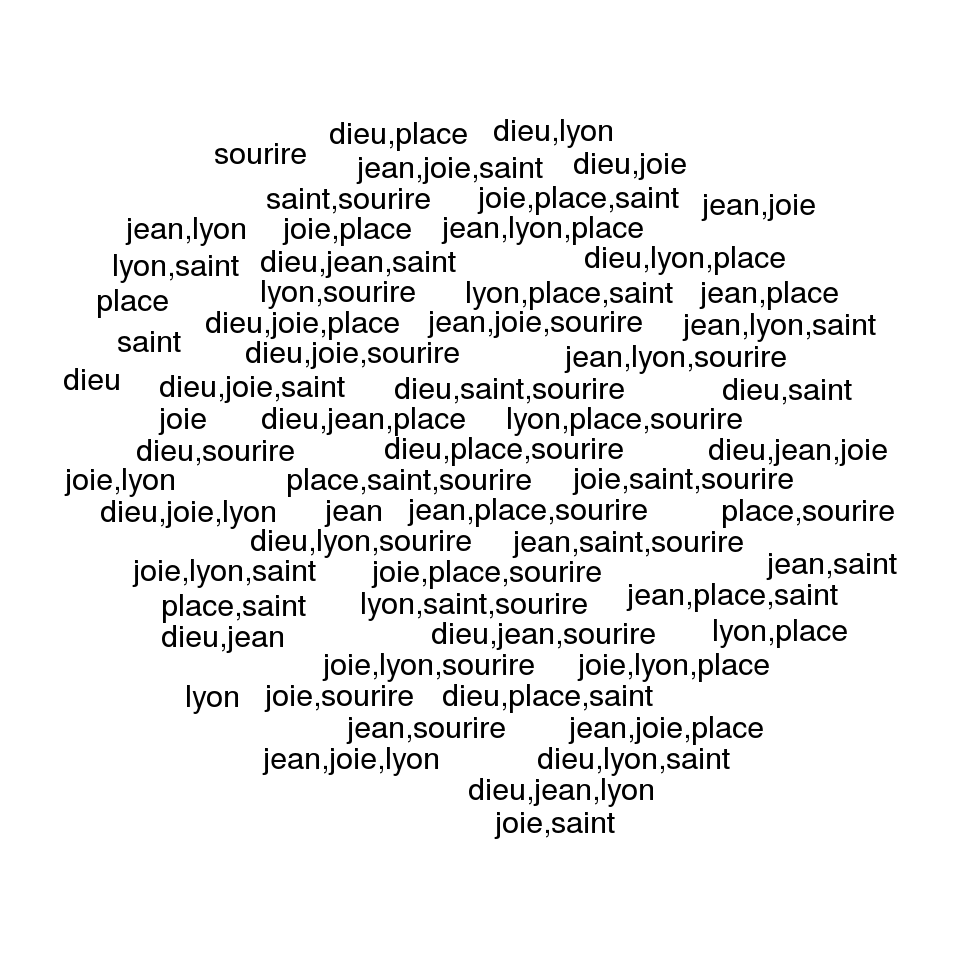 dieu,place dieu,lyon
sourire
jean,joie,saint dieu,joie
saint,sourire joie,place,saint jean,joie
jean,lyon joie,place jean,lyon,place
lyon,saint dieu,jean,saint dieu,lyon,place
place lyon,sourire lyon,place,saint jean,place
dieu,joie,place jean,joie,sourire jean,lyon,saint
saint dieu,joie,sourire jean,lyon,sourire
dieu dieu,joie,saint dieu,saint,sourire dieu,saint
joie dieu,jean,place lyon,place,sourire
dieu,sourire dieu,place,sourire dieu,jean,joie
joie,lyon place,saint,sourire joie,saint,sourire
dieu,joie,lyon jean jean,place,sourire place,sourire
dieu,lyon,sourire jean,saint,sourire
joie,lyon,saint joie,place,sourire jean,saint
place,saint lyon,saint,sourire jean,place,saint
dieu,jean dieu,jean,sourire lyon,place
joie,lyon,sourire joie,lyon,place
lyon joie,sourire dieu,place,saint
jean,sourire jean,joie,place
jean,joie,lyon dieu,lyon,saint
dieu,jean,lyon
joie,saint